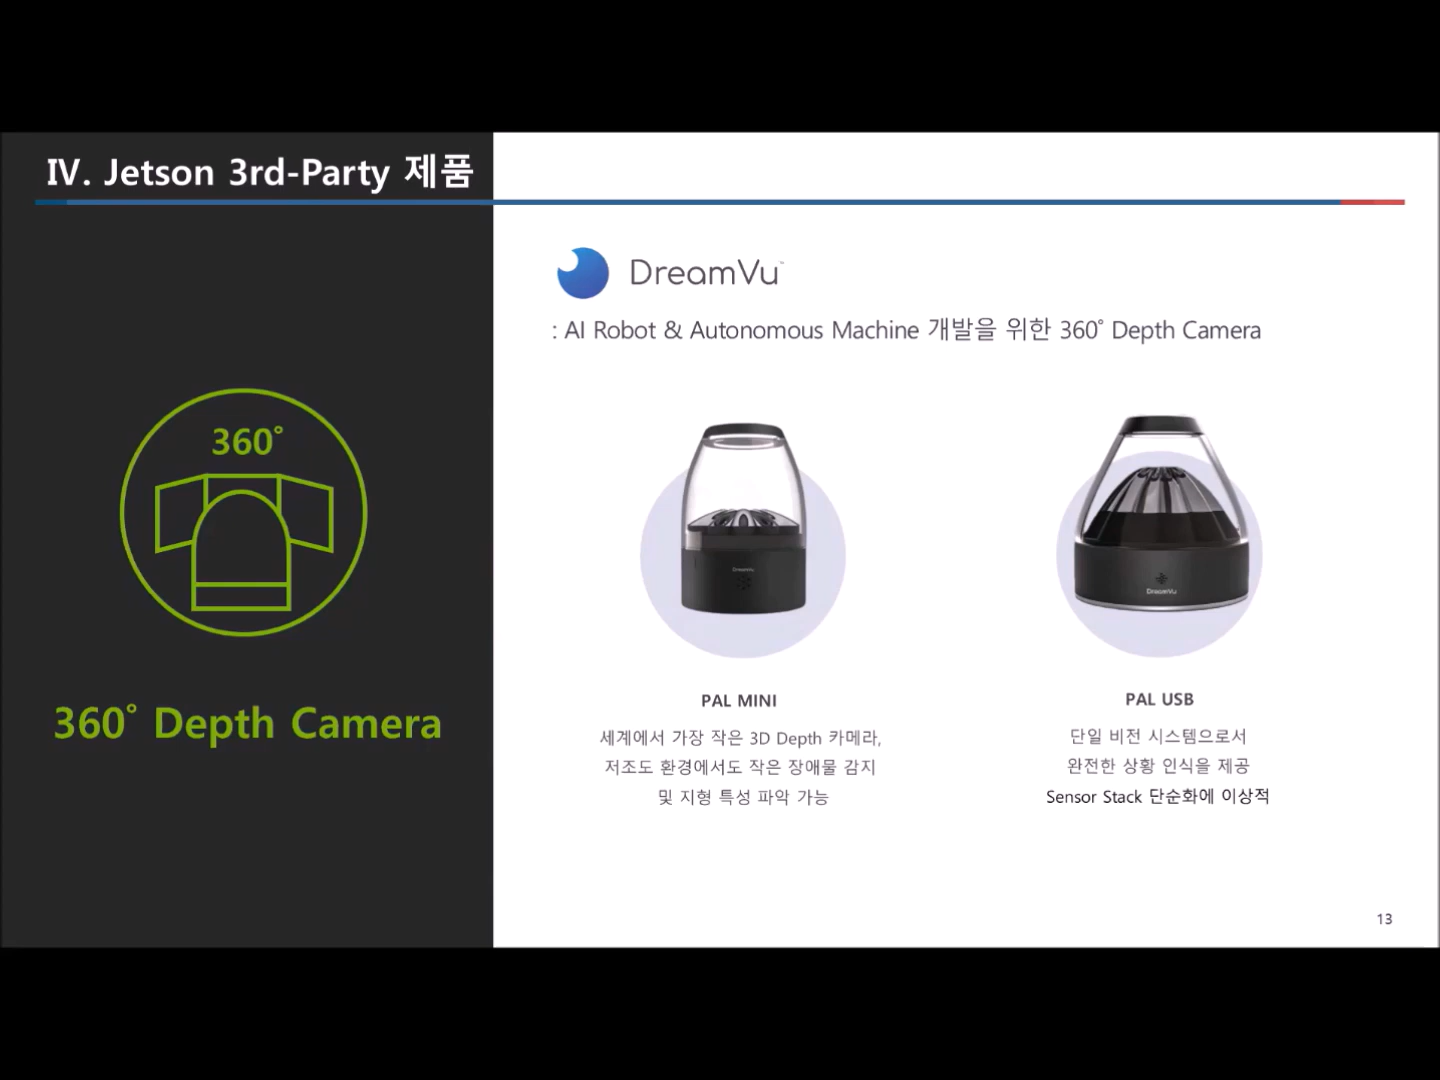 IV. Jetson 3rd-Party 제품
360˚
360˚ Depth Camera
DreamVu™
: AI Robot & Autonomous Machine 개발을 위한 360˚ Depth Camera
DreamVu
DreamVu
PAL MINI
세계에서 가장 작은 3D Depth 카메라,
저조도 환경에서도 작은 장애물 감지
및 지형 특성 파악 가능
PAL USB
단일 비전 시스템으로서
완전한 상황 인식을 제공
Sensor Stack 단순화에 이상적
13